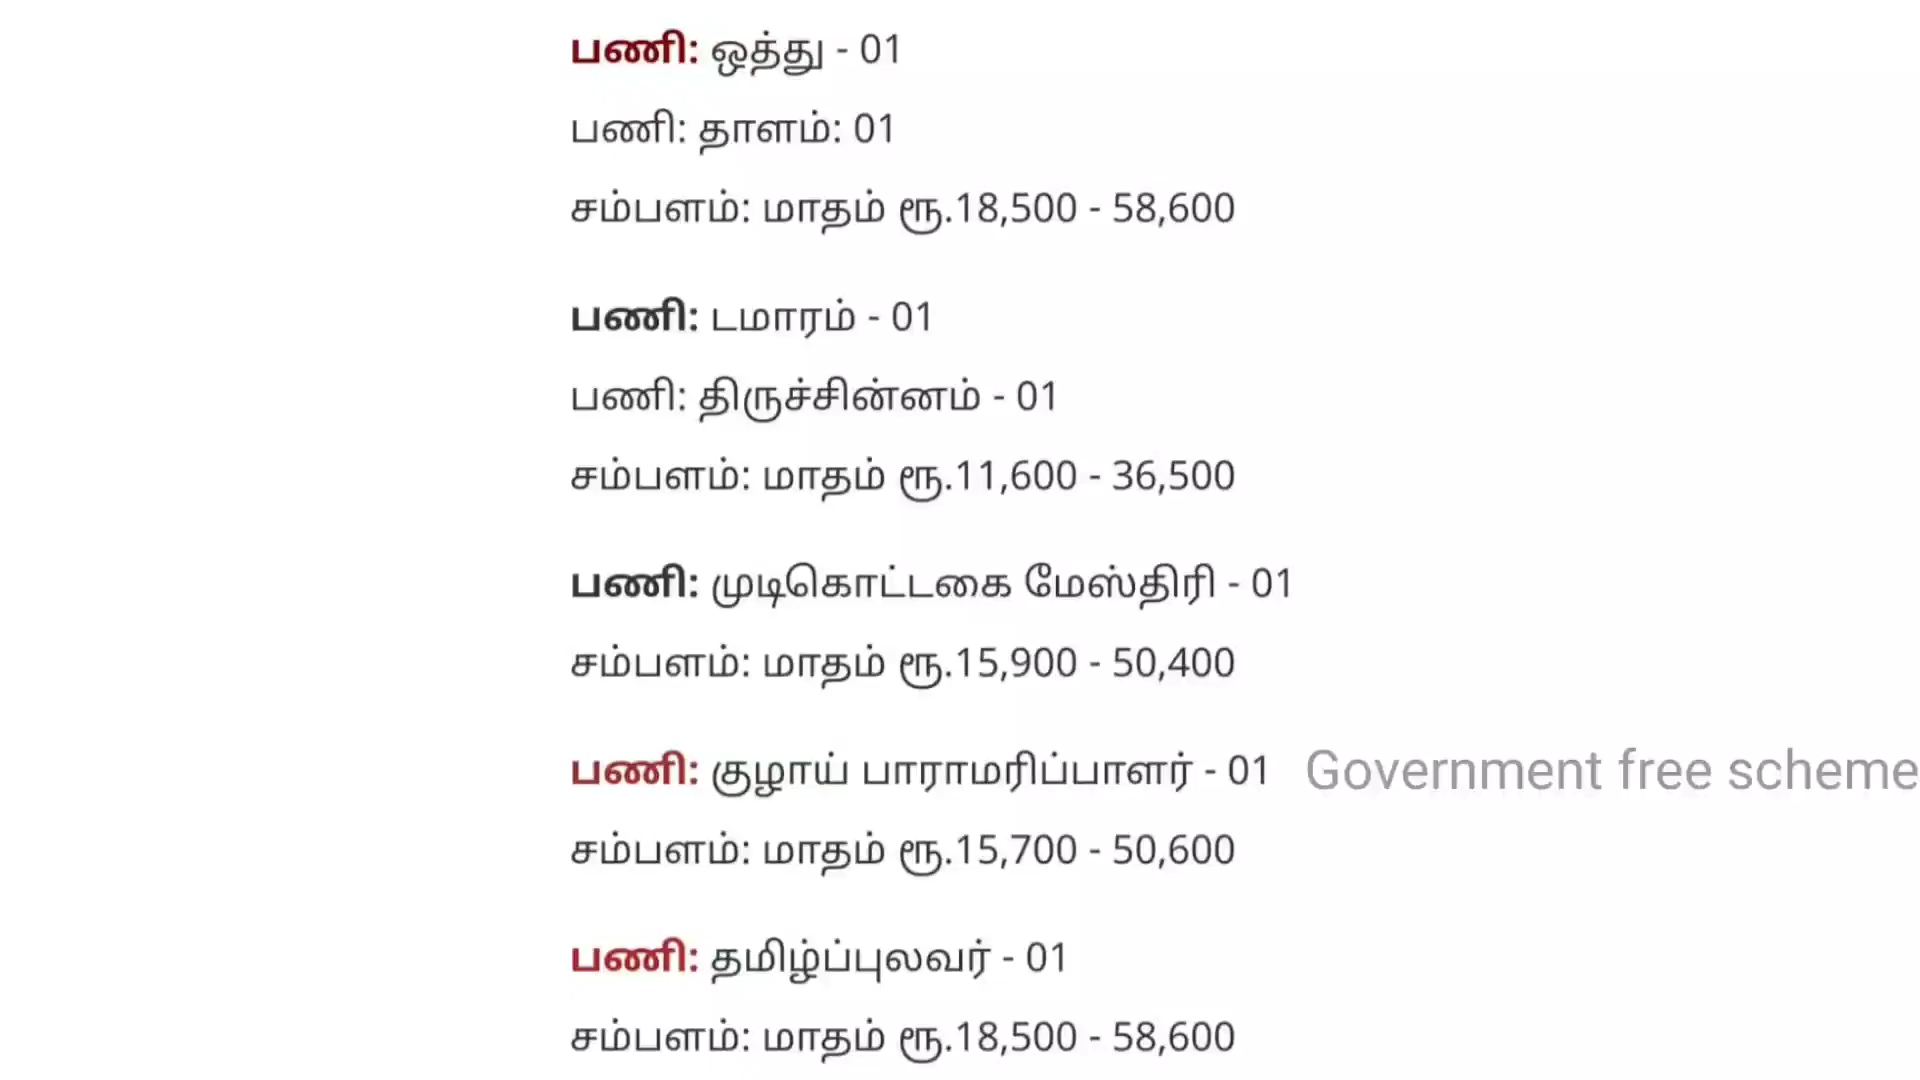 பணி: ஒத்து - 01
பணி: தாளம்: 01
சம்பளம்: மாதம் ரூ.18,500 - 58,600
பணி: டமாரம் - 01
பணி: திருச்சின்னம் - 01
சம்பளம்: மாதம் ரூ.11,600 - 36,500
பணி: முடிகொட்டகை மேஸ்திரி - 01
சம்பளம்: மாதம் ரூ.15,900 - 50,400
பணி: குழாய் பாராமரிப்பாளர் - 01 Government free scheme
சம்பளம்: மாதம் ரூ.15,700 - 50,600
பணி: தமிழ்ப்புலவர் - 01
சம்பளம்: மாதம் ரூ.18,500 - 58,600